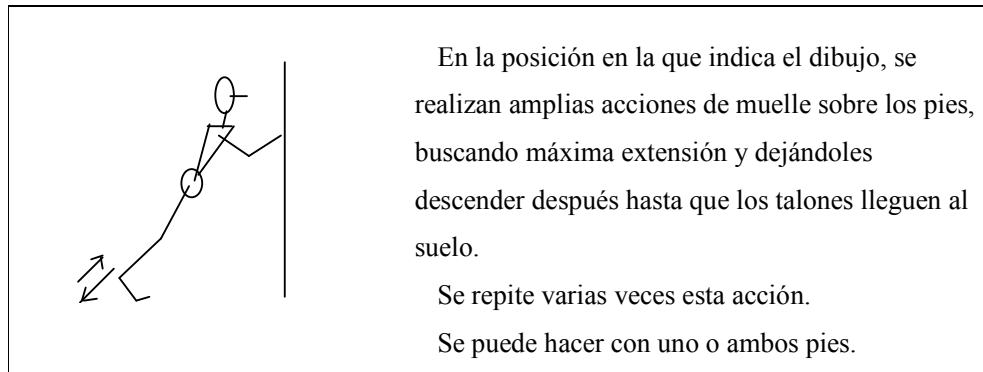 En la posición en la que indica el dibujo, se
realizan amplias acciones de muelle sobre los pies,
buscando máxima extensión y dejándoles
descender después hasta que los talones lleguen al
suelo.
Se repite varias veces esta acción.
Se puede hacer con uno o ambos pies.